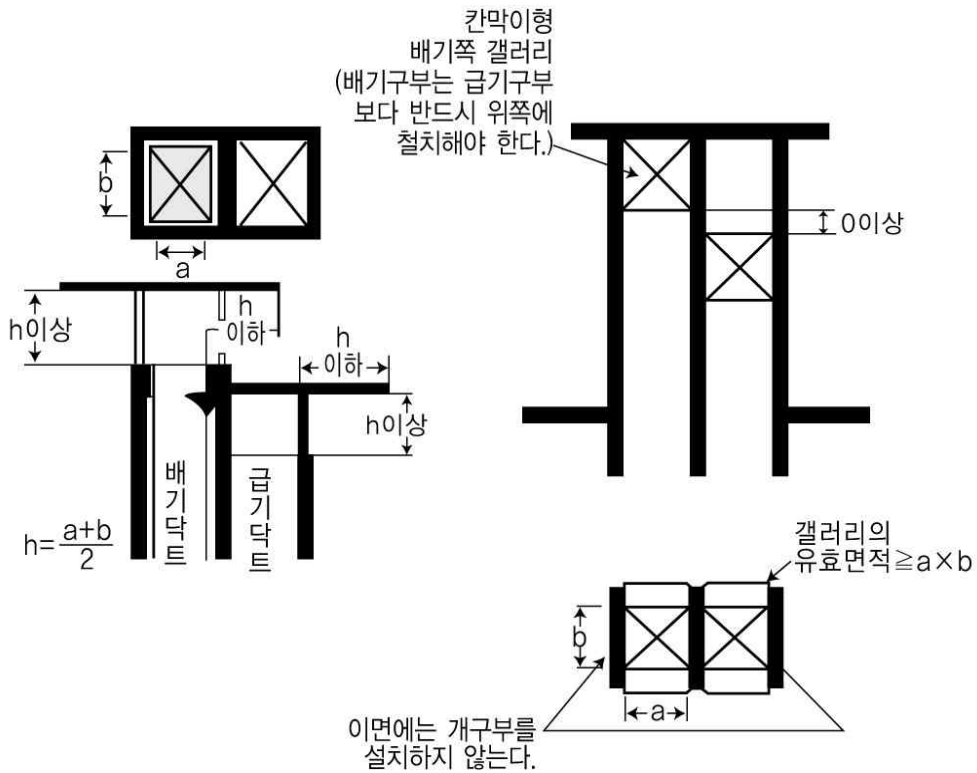 칸막이형
배기쪽 갤러리
(배기구부는 급기구부
보다 반드시 위쪽에
철치해야 한다.)
b
a
0이상
h이상
h
이하
h
이하
h이상
배기닥트
급기닥트
h=a+b/2
갤러리의
유효면적≧a×b
b
a
이면에는 개구부를
설치하지 않는다.